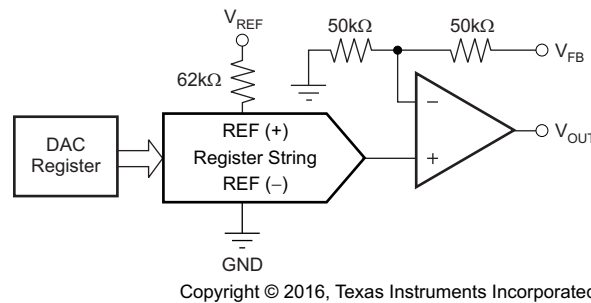 V_REF
50kΩ
50kΩ
V_FB
62kΩ
DAC
Register
REF (+)
Register String
REF (−)
−
+
V_OUT
GND
Copyright © 2016, Texas Instruments Incorporated